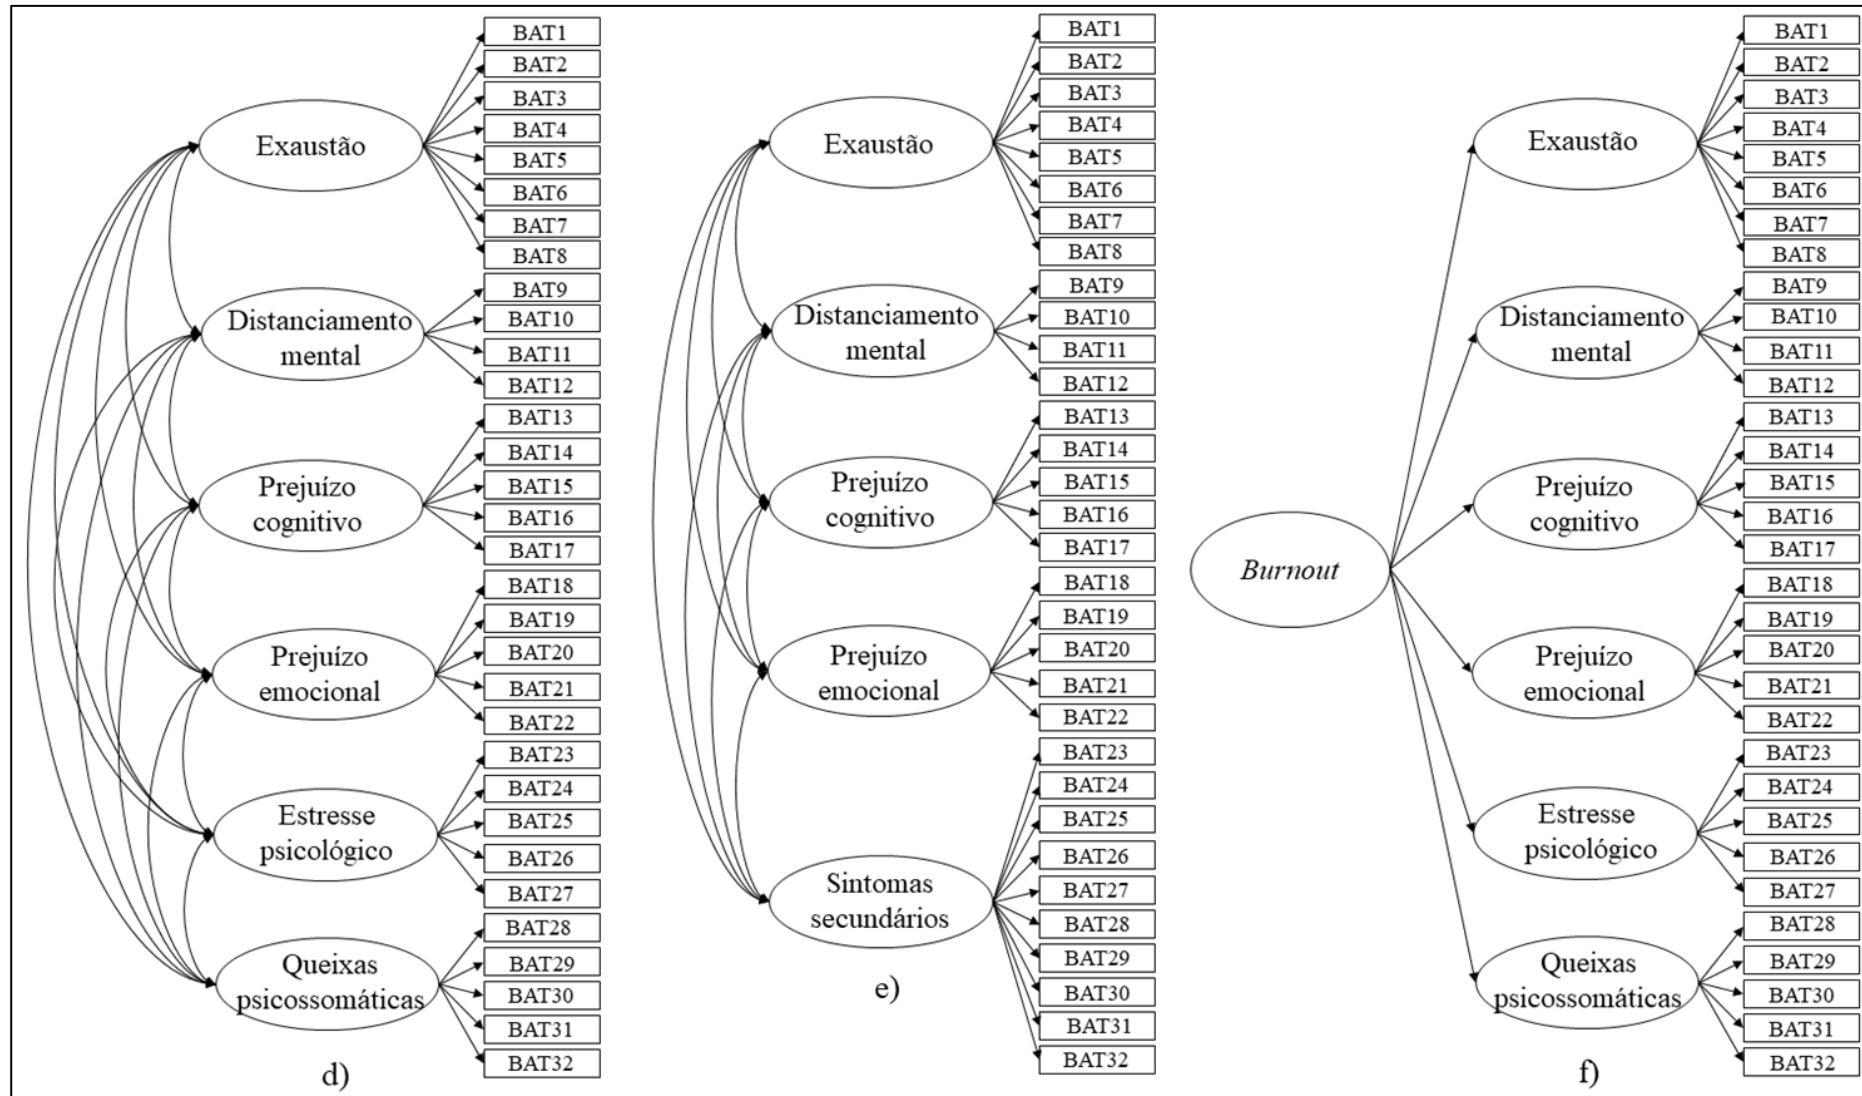 Exaustão
BAT1
BAT2
BAT3
BAT4
BAT5
BAT6
BAT7
BAT8
Distanciamento
mental
BAT9
BAT10
BAT11
BAT12
Prejuízo
cognitivo
BAT13
BAT14
BAT15
BAT16
BAT17
Prejuízo
emocional
BAT18
BAT19
BAT20
BAT21
BAT22
Estresse
psicológico
BAT23
BAT24
BAT25
BAT26
BAT27
Queixas
psicossomáticas
BAT28
BAT29
BAT30
BAT31
BAT32
d)
Exaustão
BAT1
BAT2
BAT3
BAT4
BAT5
BAT6
BAT7
BAT8
Distanciamento
mental
BAT9
BAT10
BAT11
BAT12
Prejuízo
cognitivo
BAT13
BAT14
BAT15
BAT16
BAT17
Prejuízo
emocional
BAT18
BAT19
BAT20
BAT21
BAT22
Sintomas
secundários
BAT23
BAT24
BAT25
BAT26
BAT27
BAT28
BAT29
BAT30
BAT31
BAT32
e)
Burnout
Exaustão
BAT1
BAT2
BAT3
BAT4
BAT5
BAT6
BAT7
BAT8
Distanciamento
mental
BAT9
BAT10
BAT11
BAT12
Prejuízo
cognitivo
BAT13
BAT14
BAT15
BAT16
BAT17
Prejuízo
emocional
BAT18
BAT19
BAT20
BAT21
BAT22
Estresse
psicológico
BAT23
BAT24
BAT25
BAT26
BAT27
Queixas
psicossomáticas
BAT28
BAT29
BAT30
BAT31
BAT32
f)